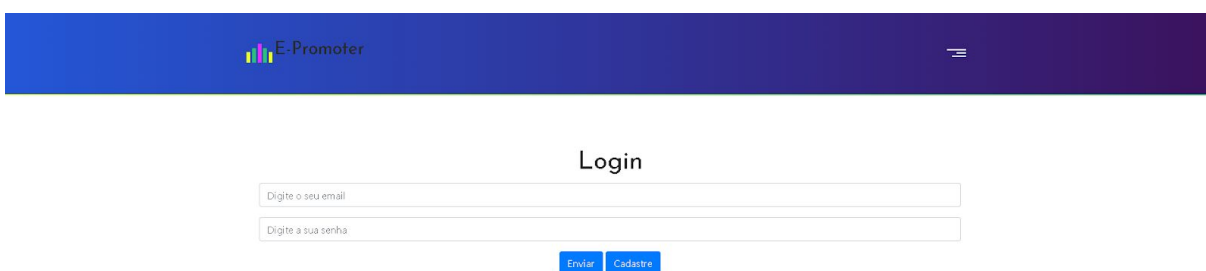 E-Promoter
Login
Digite o seu email
Digite a sua senha
Enviar Cadastre